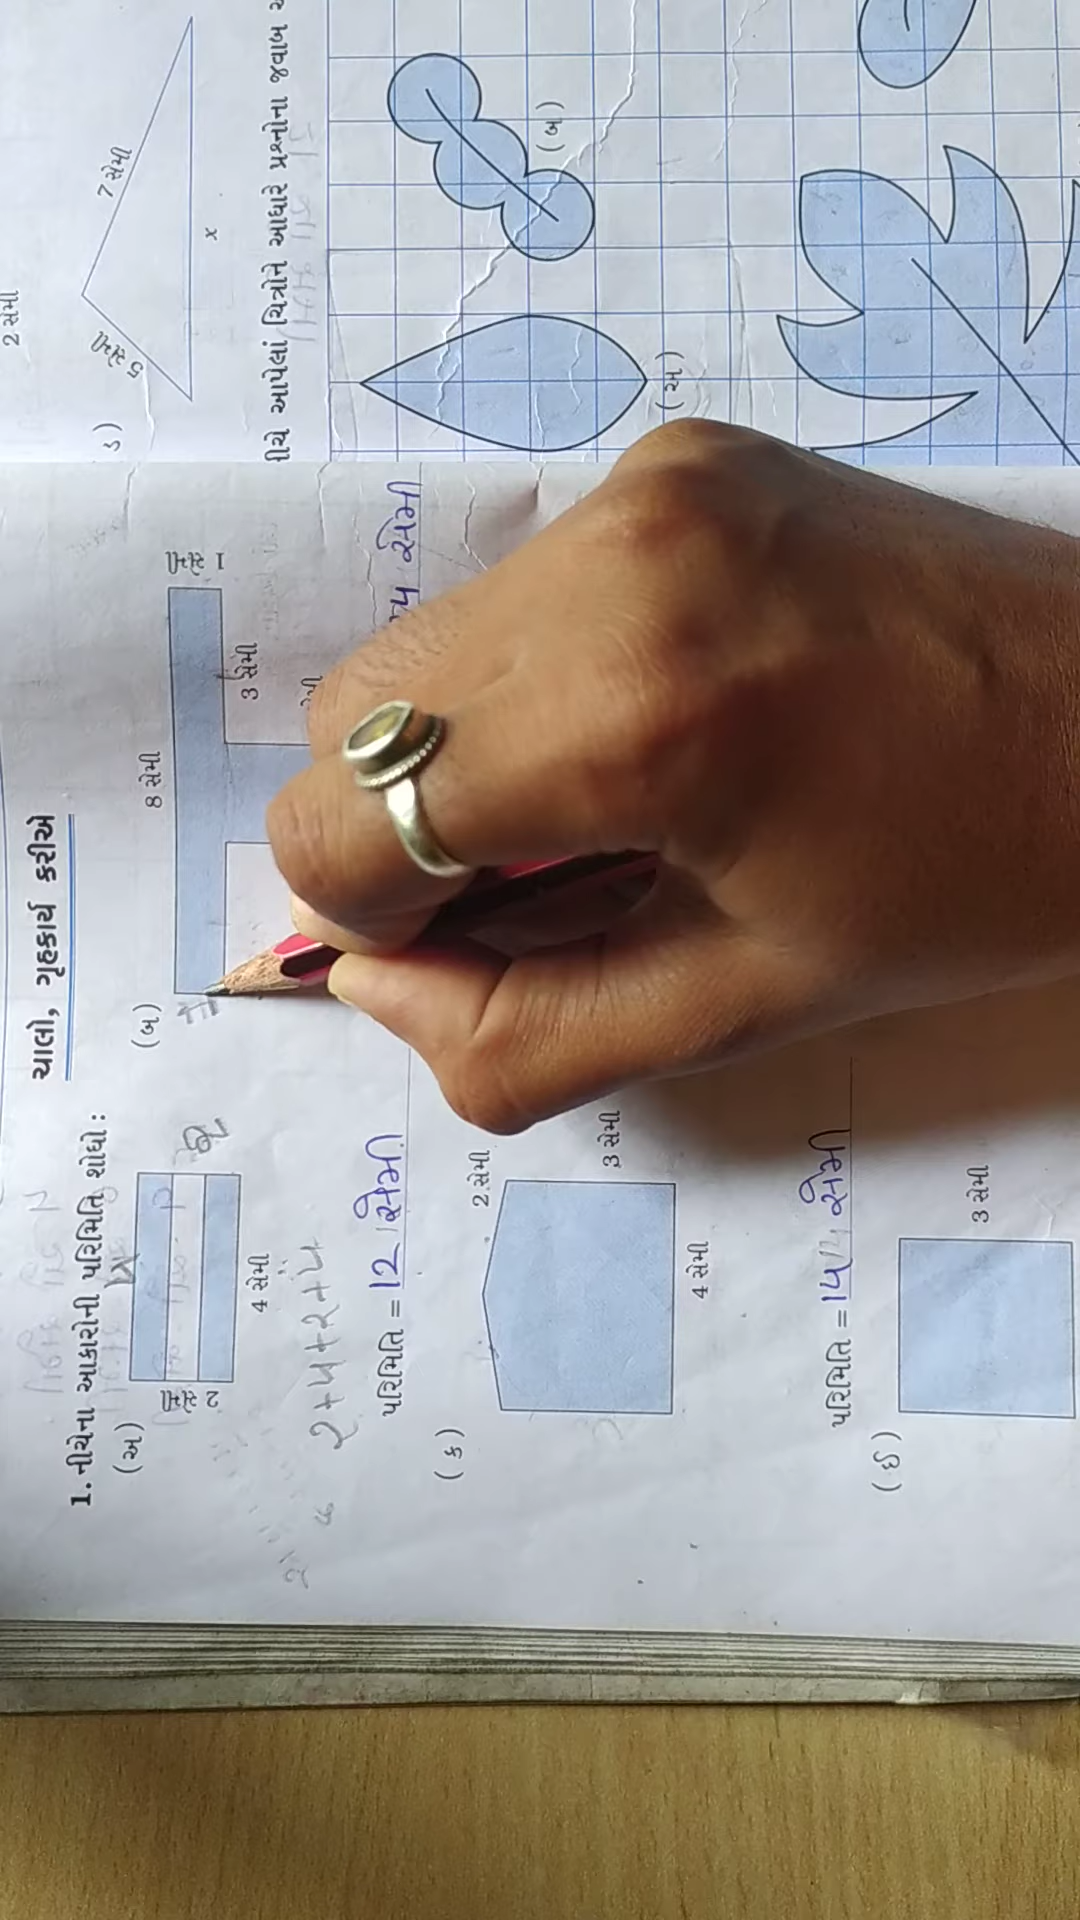 ચાલો, ગૃહકાર્ય કરીએ
1. નીચેના આકારોની પરિમિતિ શોધો :
(અ)
2 સેમી
4 સેમી
2+4+2+4
પરિમિતિ = 12 સેમી
(બ)
8 સેમી
1 સેમી
3 સેમી
સેમી
(ક)
2 સેમી
3 સેમી
4 સેમી
પરિમિતિ = 14 સેમી
(ઈ)
3 સેમી
2 સેમી
ડ)
5 સેમી
7 સેમી
x
આપેલાં ચિત્રોને આધારે પ્રશ્નોના જવાબ
(અ)
(બ)